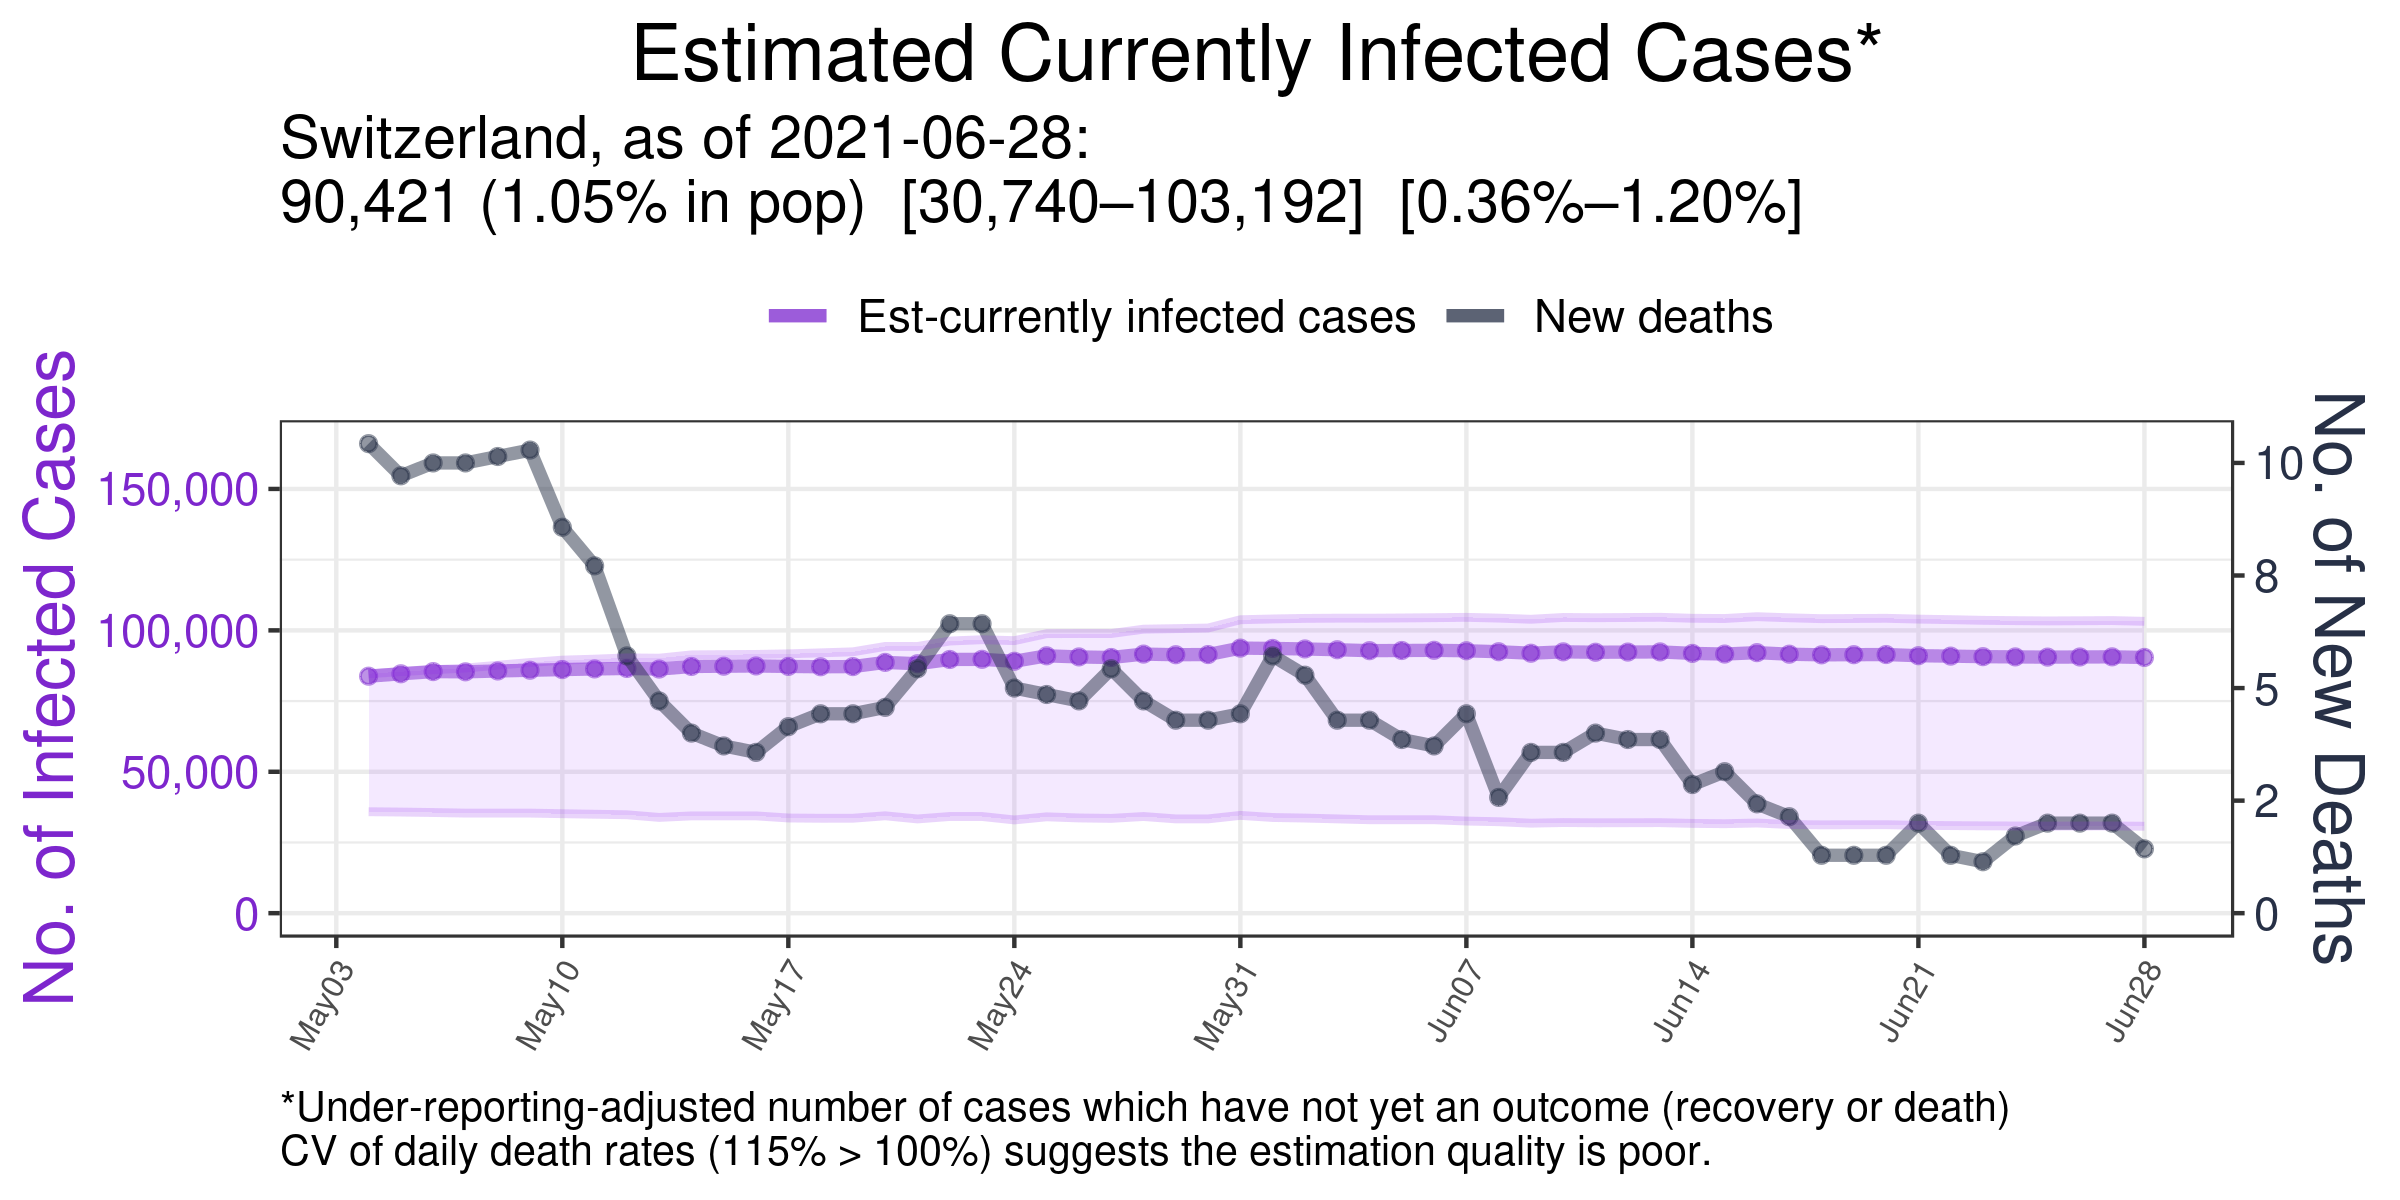 Estimated Currently Infected Cases*
Switzerland, as of 2021-06-28:
90,421 (1.05% in pop)  [30,740–103,192]  [0.36%–1.20%]
Est-currently infected cases
New deaths
No. of Infected Cases
150,000
100,000
50,000
0
10
8
5
2
0
No. of New Deaths
May03
May10
May17
May24
May31
Jun07
Jun14
Jun21
Jun28
*Under-reporting-adjusted number of cases which have not yet an outcome (recovery or death)
CV of daily death rates (115% > 100%) suggests the estimation quality is poor.